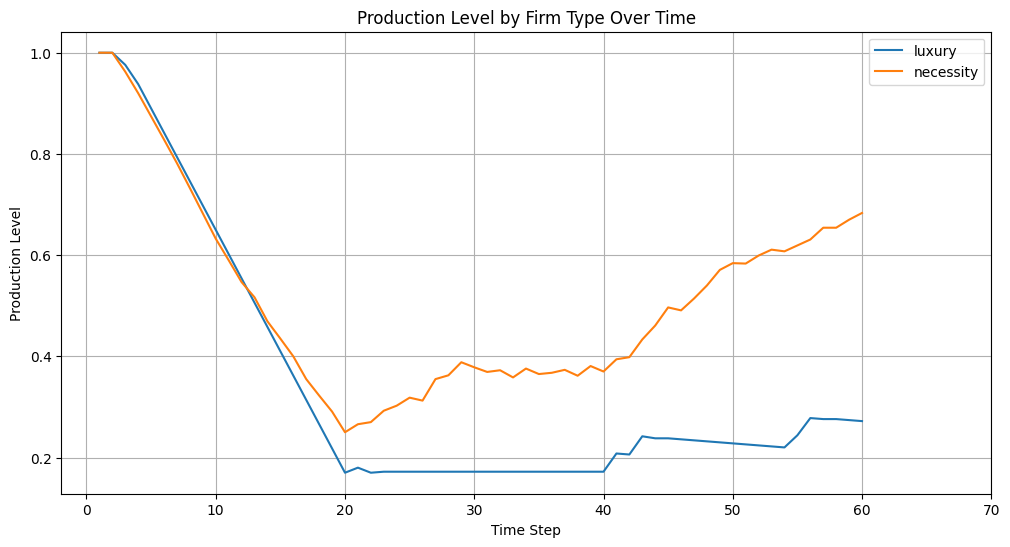 Production Level by Firm Type Over Time
luxury
necessity
Production Level
1.0
0.8
0.6
0.4
0.2
0 10 20 30 40 50 60 70
Time Step